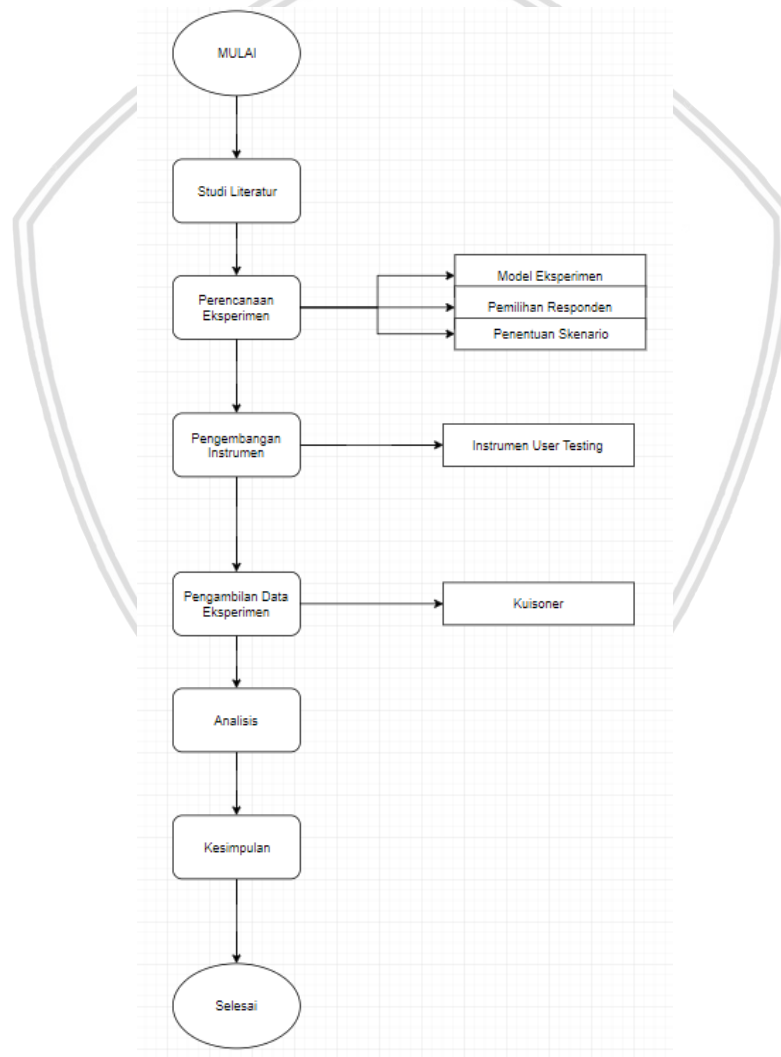 MULAI
Studi Literatur
Perencanaan
Eksperimen
Model Eksperimen
Pemilihan Responden
Penentuan Skenario
Pengembangan
Instrumen
Instrumen User Testing
Pengambilan Data
Eksperimen
Kuisoner
Analisis
Kesimpulan
Selesai